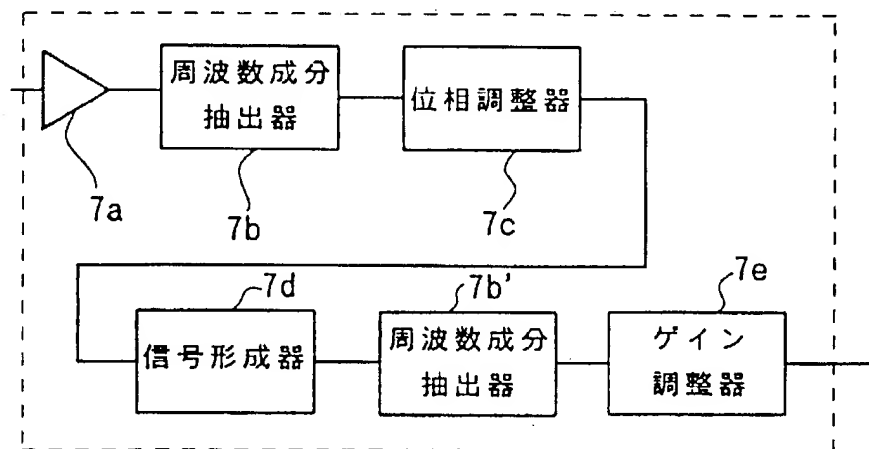 周波数成分
抽出器
位相調整器
7a
7b
7c
7d
7b'
7e
信号形成器
周波数成分
抽出器
ゲイン
調整器